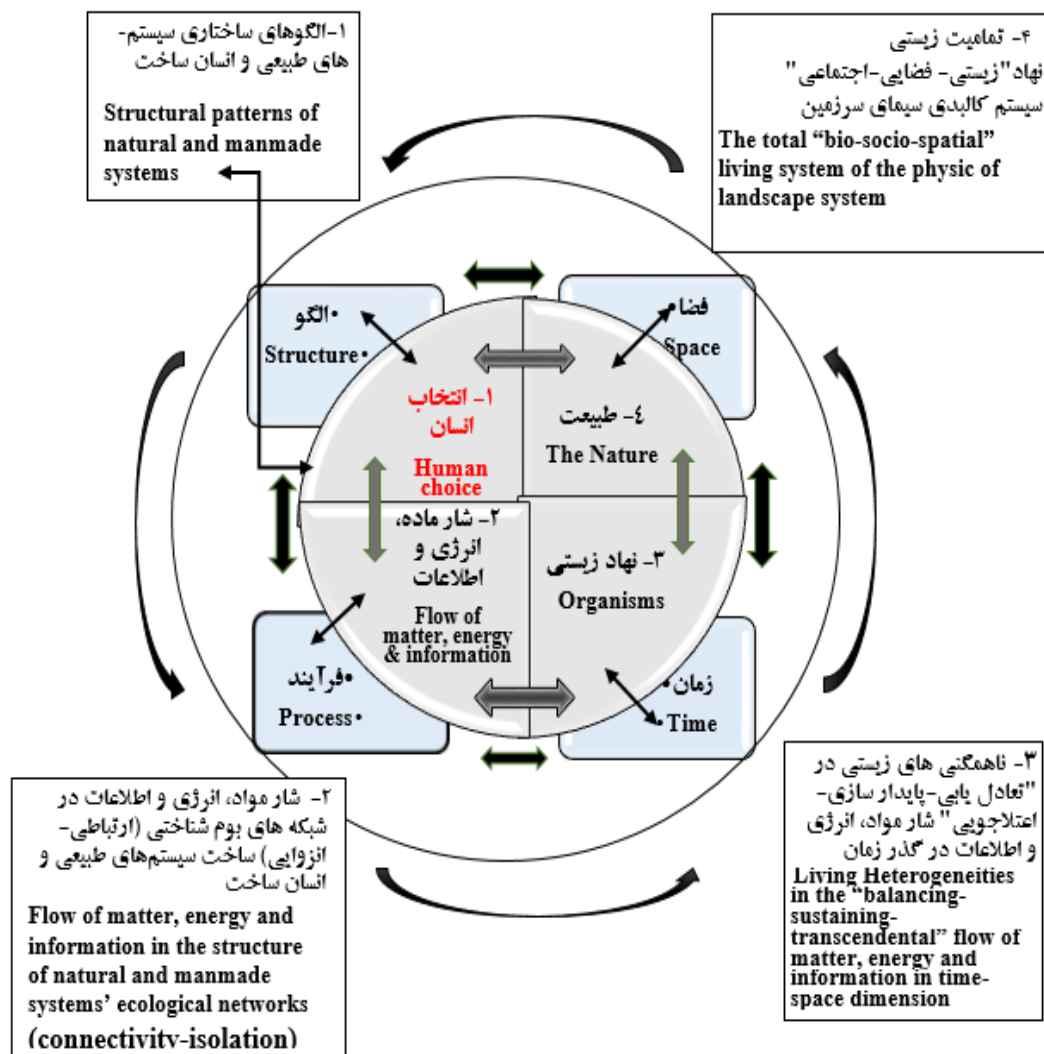 ۱-الگوهای ساختاری سیستم-
های طبیعی و انسان ساخت
Structural patterns of
natural and manmade
systems
۴- تمامیت زیستی
نهاد"زیستی- فضایی-اجتماعی"
سیستم کالبدی سیمای سرزمین
The total “bio-socio-spatial”
living system of the physic of
landscape system
•الگو
Structure•
فضا•
•Space
۱- انتخاب
انسان
Human
choice
٤- طبیعت
The Nature
۲- شار ماده،
انرژی و
اطلاعات
Flow of
matter, energy
& information
۳- نهاد زیستی
Organisms
•فرآیند
Process•
زمان•
•Time
۲- شار مواد، انرژی و اطلاعات در
شبکه های بوم شناختی (ارتباطی-
انزوایی) ساخت سیستم‌های طبیعی و
انسان ساخت
Flow of matter, energy and
information in the structure
of natural and manmade
systems’ ecological networks
(connectivity-isolation)
۳- ناهمگنی های زیستی در
"تعادل یابی-پایدار سازی-
اعتلاجویی" شار مواد، انرژی
و اطلاعات در گذر زمان
Living Heterogeneities
in the “balancing-
sustaining-
transcendental” flow of
matter, energy and
information in time-
space dimension